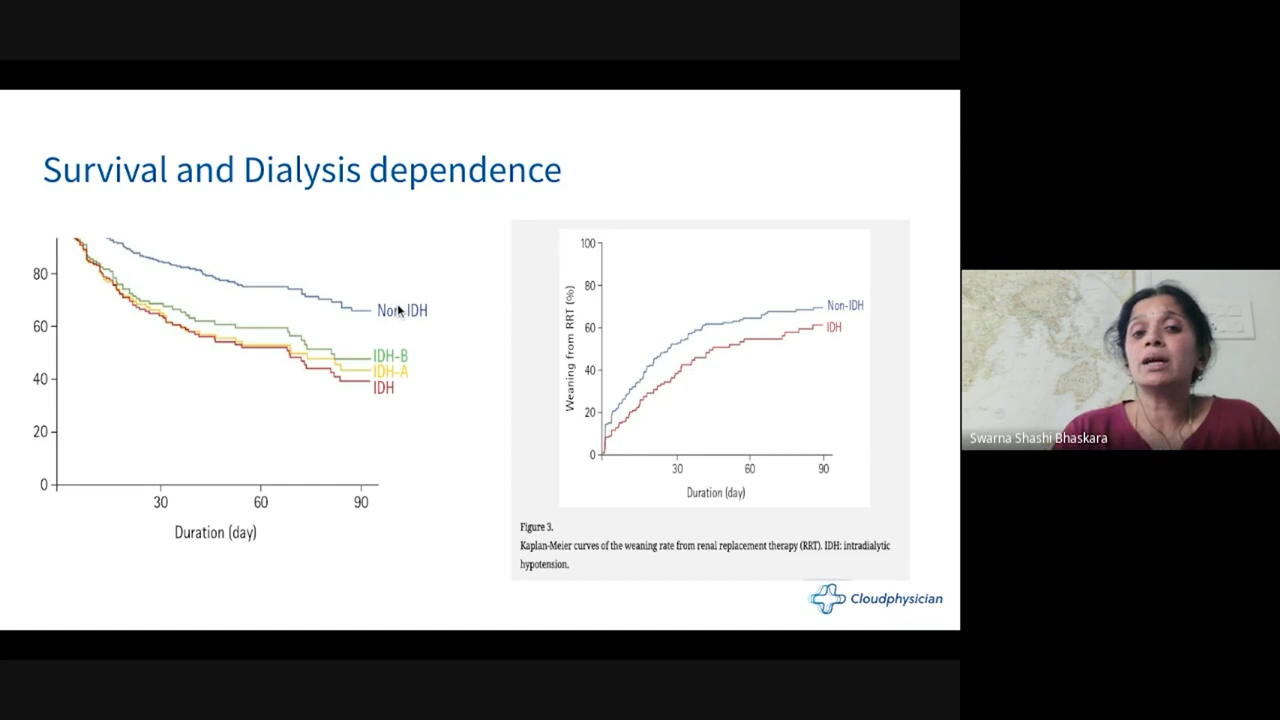 Survival and Dialysis dependence
80
60
40
20
0
30 60 90
Duration (day)
Non-IDH
IDH-B
IDH-A
IDH
Weaning from RRT (%)
100
80
60
40
20
0
30 60 90
Duration (day)
Non-IDH
IDH
Figure 3.
Kaplan-Meier curves of the weaning rate from renal replacement therapy (RRT). IDH: intradialytic
hypotension.
Cloudphysician
Swarna Shashi Bhaskara